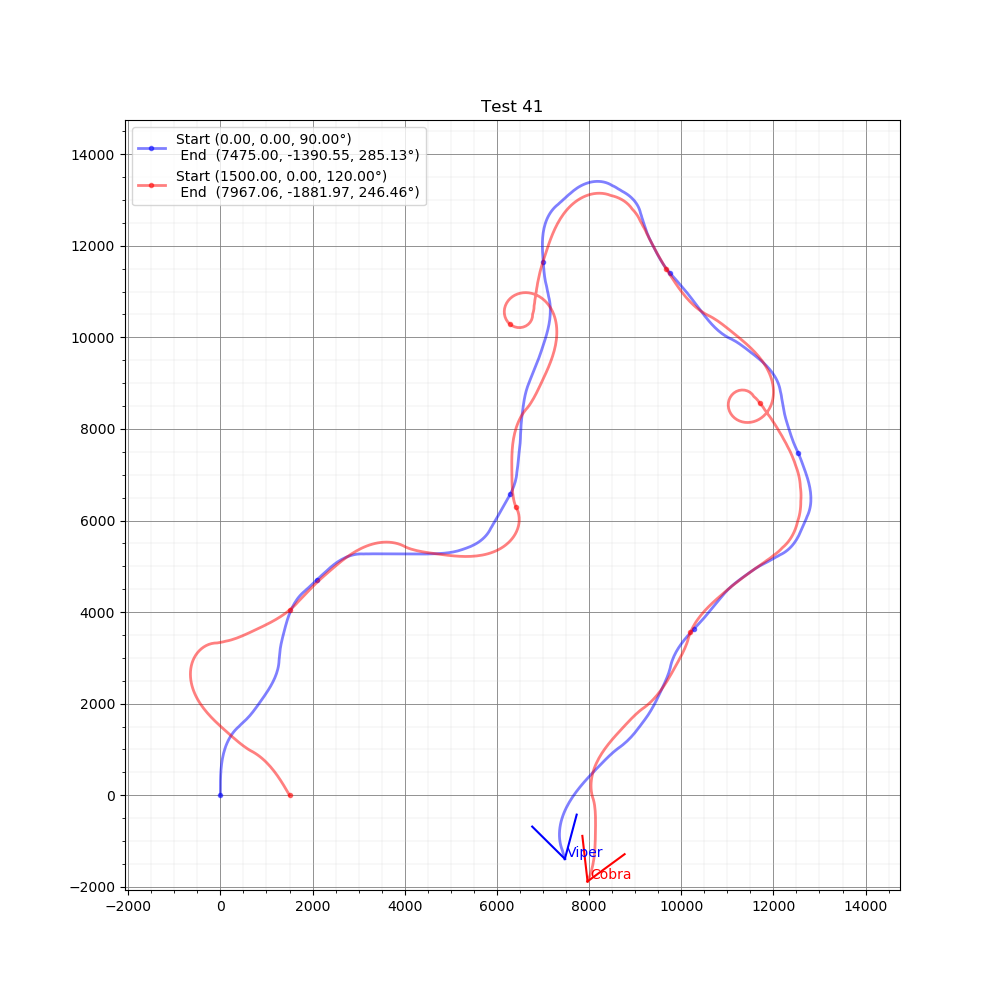 Test 41
Start (0.00, 0.00, 90.00°)
End (7475.00, -1390.55, 285.13°)
Start (1500.00, 0.00, 120.00°)
End (7967.06, -1881.97, 246.46°)
14000
12000
10000
8000
6000
4000
2000
0
−2000
Viper
Cobra
−2000 0 2000 4000 6000 8000 10000 12000 14000